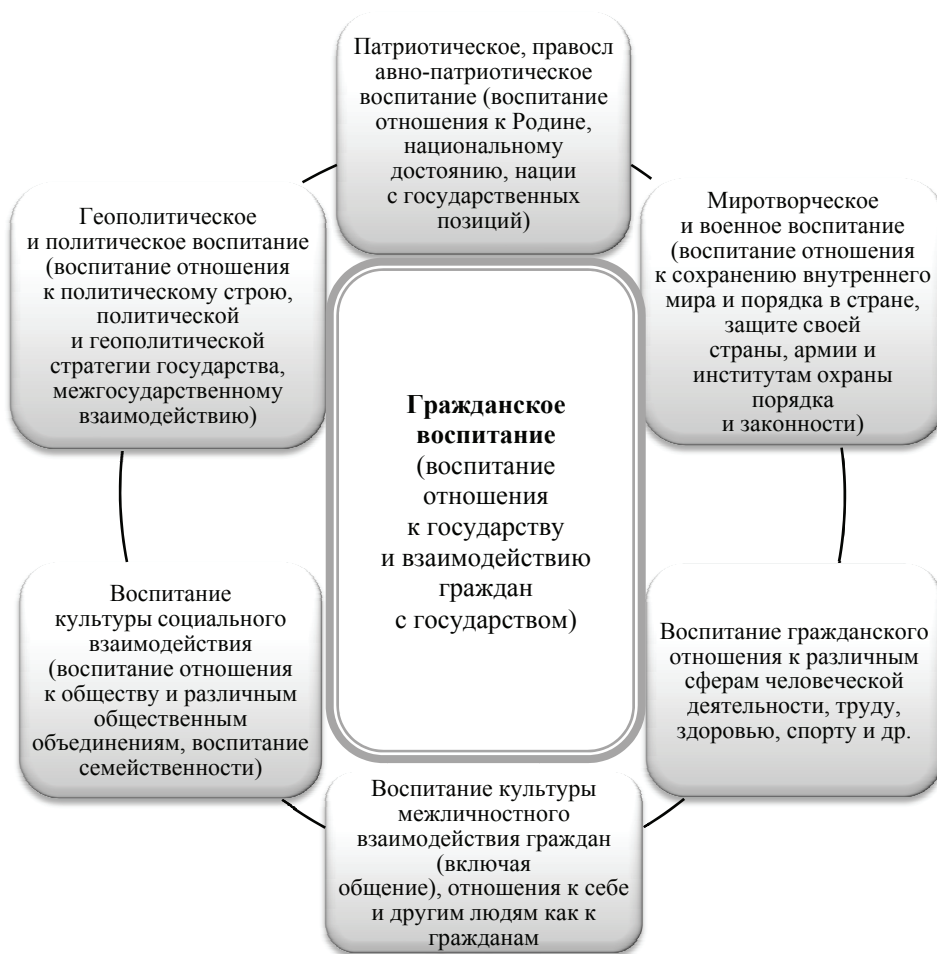 Патриотическое, правосл
авно-патриотическое
воспитание (воспитание
отношения к Родине,
национальному
достоянию, нации
с государственных
позиций)
Миротворческое
и военное воспитание
(воспитание отношения
к сохранению внутреннего
мира и порядка в стране,
защите своей
страны, армии и
институтам охраны
порядка
и законности)
Воспитание гражданского
отношения к различным
сферам человеческой
деятельности, труду,
здоровью, спорту и др.
Воспитание культуры
межличностного
взаимодействия граждан
(включая
общение), отношения к себе
и другим людям как к
гражданам
Воспитание
культуры социального
взаимодействия
(воспитание отношения
к обществу и различным
общественным
объединениям, воспитание
семейственности)
Геополитическое
и политическое воспитание
(воспитание отношения
к политическому строю,
политической
и геополитической
стратегии государства,
межгосударственному
взаимодействию)
Гражданское
воспитание
(воспитание
отношения
к государству
и взаимодействию
граждан
с государством)